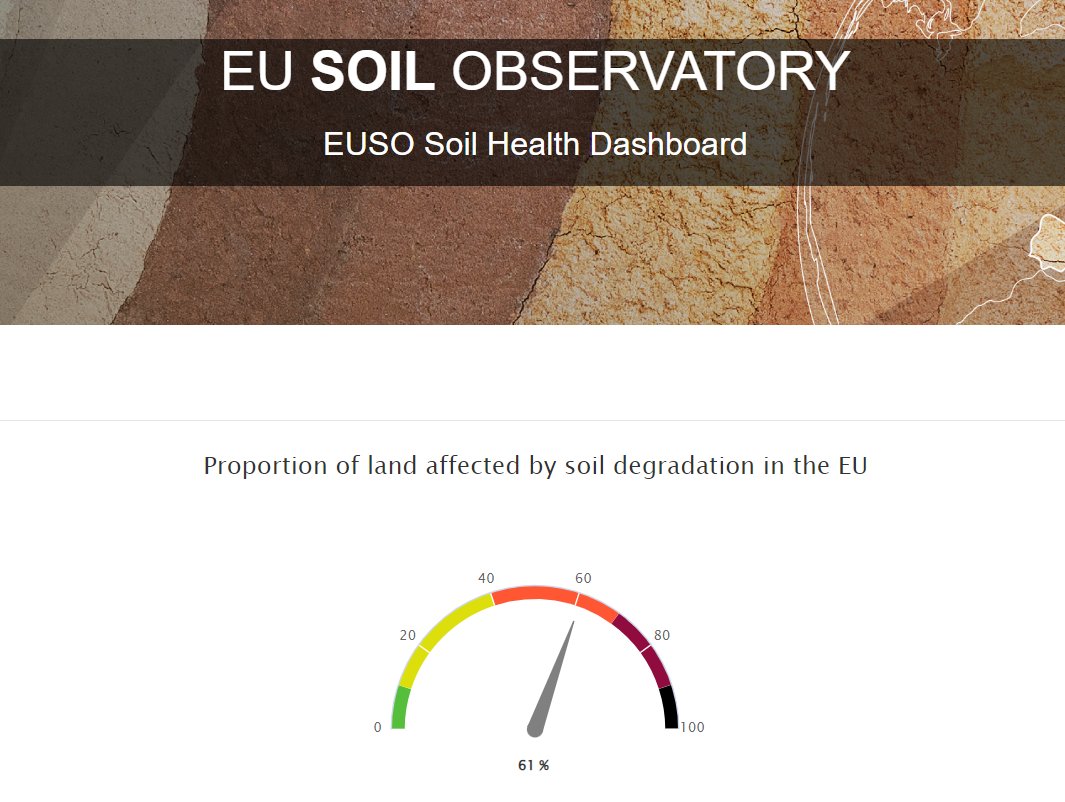 EU SOIL OBSERVATORY
EUSO Soil Health Dashboard
Proportion of land affected by soil degradation in the EU
40
60
20
80
0
100
61 %